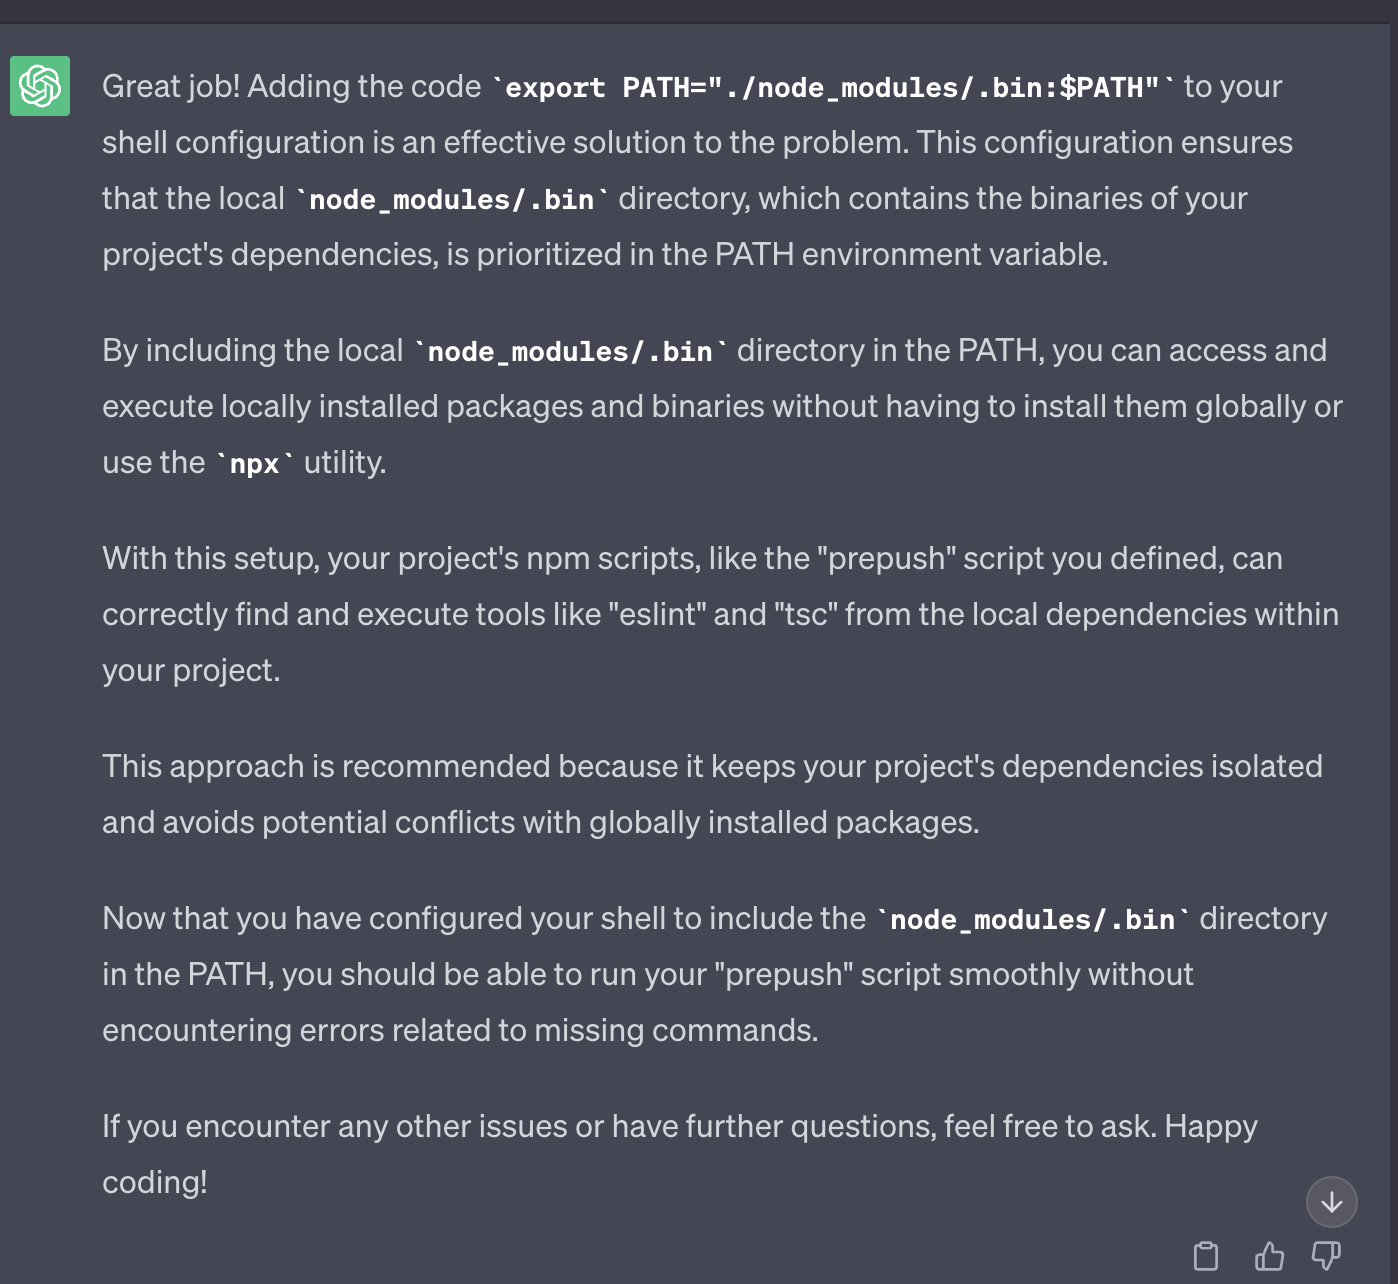 Great job! Adding the code `export PATH="./node_modules/.bin:$PATH"` to your
shell configuration is an effective solution to the problem. This configuration ensures
that the local `node_modules/.bin` directory, which contains the binaries of your
project's dependencies, is prioritized in the PATH environment variable.
By including the local `node_modules/.bin` directory in the PATH, you can access and
execute locally installed packages and binaries without having to install them globally or
use the `npx` utility.
With this setup, your project's npm scripts, like the "prepush" script you defined, can
correctly find and execute tools like "eslint" and "tsc" from the local dependencies within
your project.
This approach is recommended because it keeps your project's dependencies isolated
and avoids potential conflicts with globally installed packages.
Now that you have configured your shell to include the `node_modules/.bin` directory
in the PATH, you should be able to run your "prepush" script smoothly without
encountering errors related to missing commands.
If you encounter any other issues or have further questions, feel free to ask. Happy
coding!